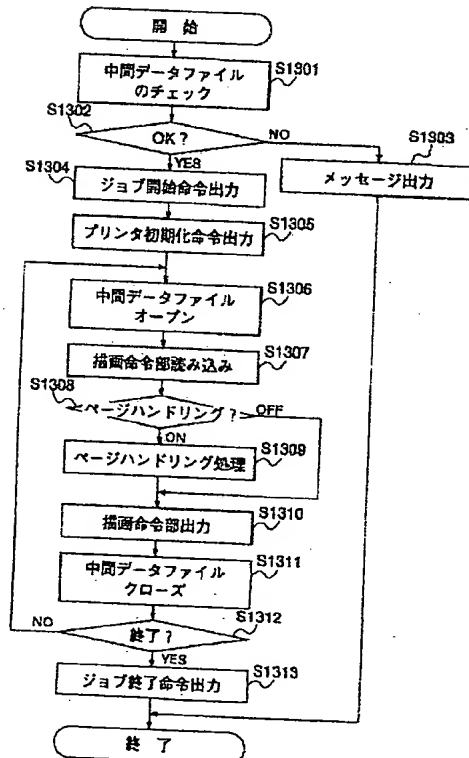 開始
S1301
中間データファイル
のチェック
S1302
OK?
NO
YES
S1303
メッセージ出力
S1304
ジョブ開始命令出力
S1305
プリンタ初期化命令出力
S1306
中間データファイル
オープン
S1307
描画命令部読み込み
S1308
ページハンドリング?
OFF
ON
S1309
ページハンドリング処理
S1310
描画命令部出力
S1311
中間データファイル
クローズ
S1312
NO
終了?
YES
S1313
ジョブ終了命令出力
終了